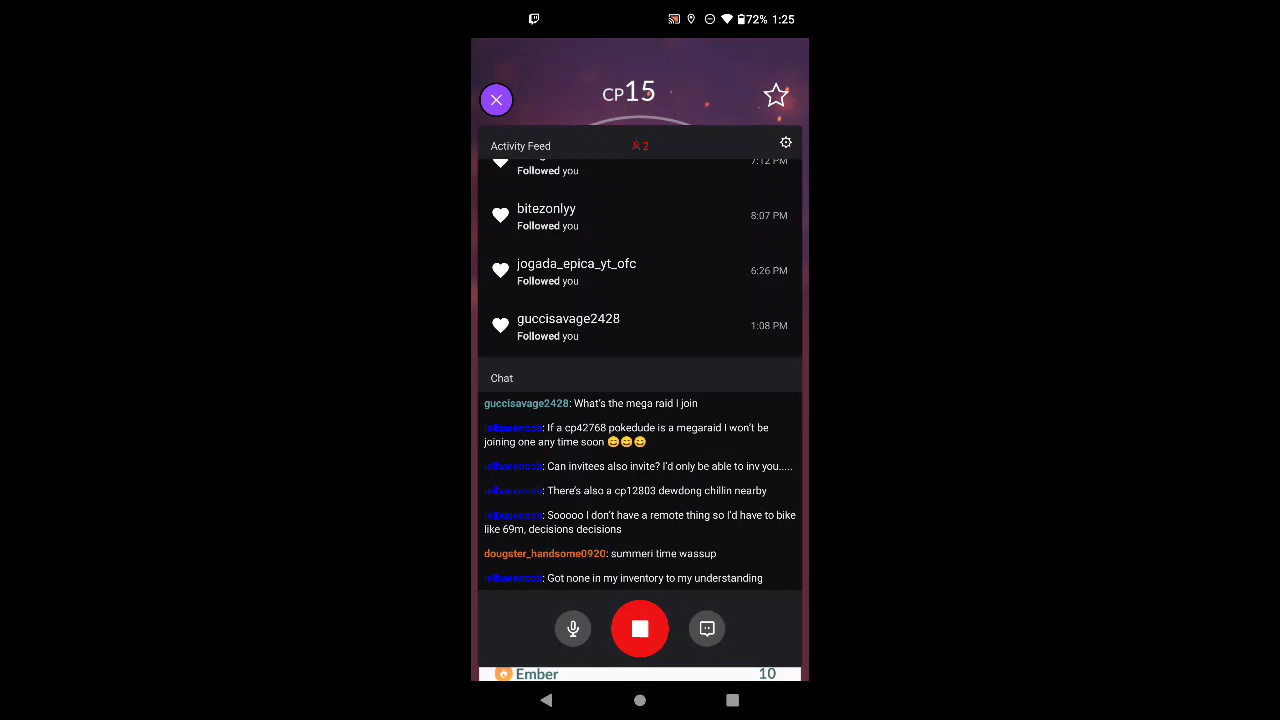 72% 1:25
CP15
Activity Feed 2
7:12 PM
Followed you
bitezonlyy
8:07 PM
Followed you
jogada_epica_yt_ofc
6:26 PM
Followed you
guccisavage2428
1:08 PM
Followed you
Chat
guccisavage2428: What's the mega raid I join
: If a cp42768 pokedude is a megaraid I won't be
joining one any time soon 😄😄😄
: Can invitees also invite? I'd only be able to inv you.....
: There's also a cp12803 dewdong chillin nearby
: Sooooo I don't have a remote thing so I'd have to bike
like 69m, decisions decisions
dougster_handsome0920: summeri time wassup
: Got none in my inventory to my understanding
Ember 10